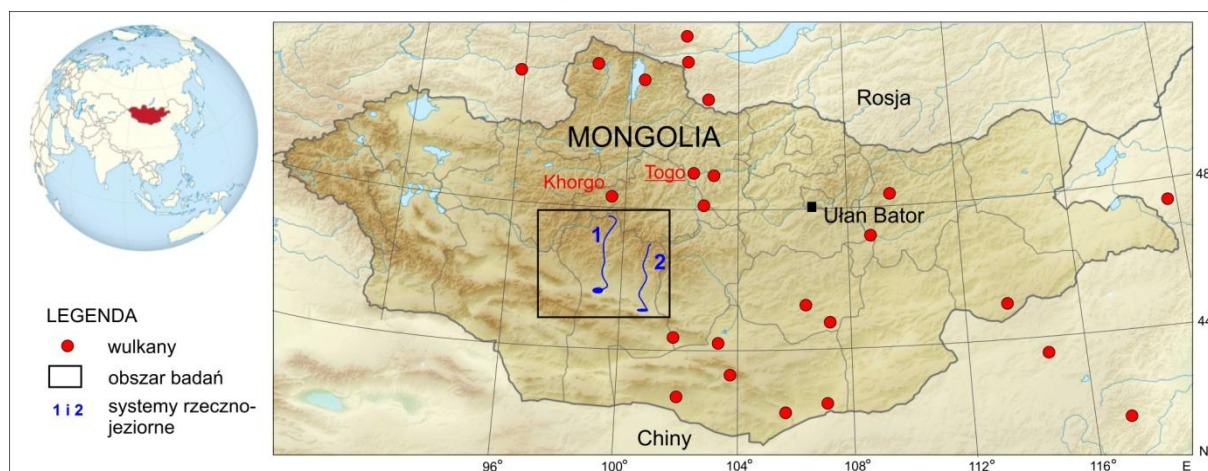 Rosja
MONGOLIA
Khorgo
Togo
48
Ułan Bator
1
2
LEGENDA
wulkany
obszar badań
1 i 2 systemy rzeczno-
jeziorne
44
Chiny
N
96° 100° 104° 108° 112° 116° E